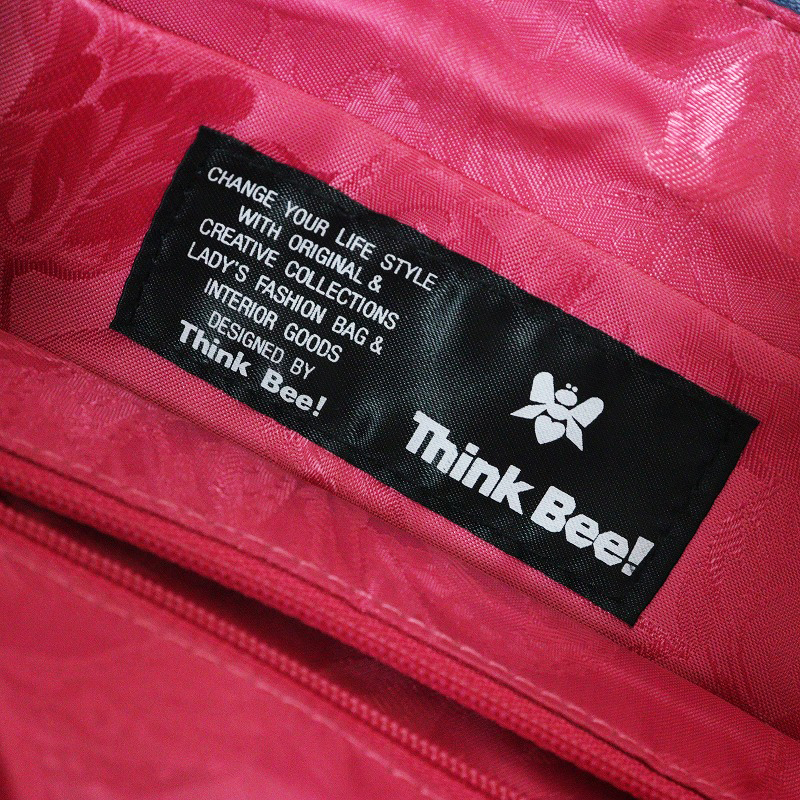 CHANGE YOUR LIFE STYLE
WITH ORIGINAL &
CREATIVE COLLECTIONS
LADY'S FASHION BAG &
INTERIOR GOODS
DESIGNED BY
Think Bee!
Think Bee!